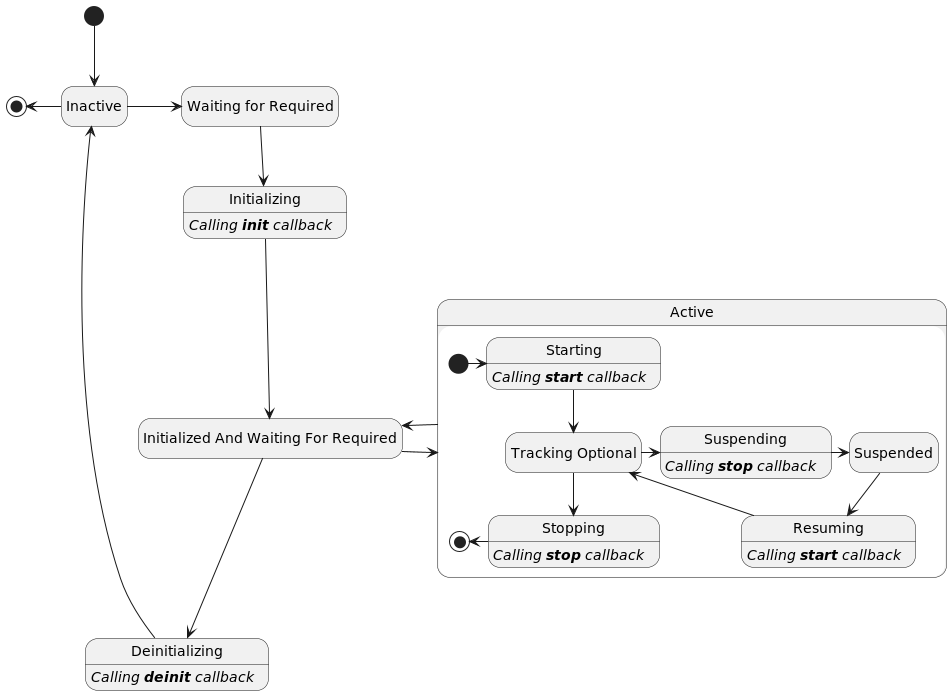 Inactive
Waiting for Required
Initializing
Calling init callback
Active
Starting
Calling start callback
Initialized And Waiting For Required
Tracking Optional
Suspending
Calling stop callback
Suspended
Stopping
Calling stop callback
Resuming
Calling start callback
Deinitializing
Calling deinit callback